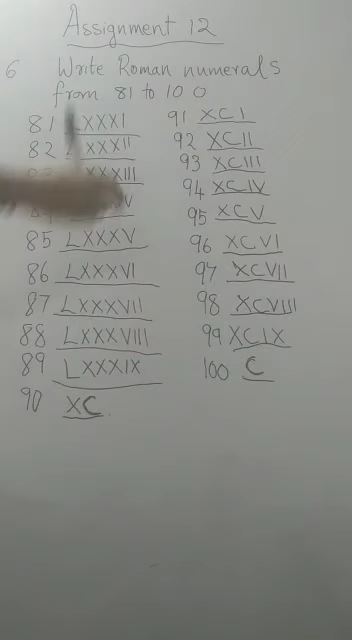 Assignment 12
6 Write Roman numerals
from 81 to 100
81 LXXXI
82 LXXXII
83 LXXXIII
85 LXXXV
86 LXXXVI
87 LXXXVII
88 LXXXVIII
89 LXXXIX
90 XC.
91 XCI
92 XCII
93 XCIII
94 XCIV
95 XCV
96 XCVI
97 XCVII
98 XCVIII
99 XCIX
100 C